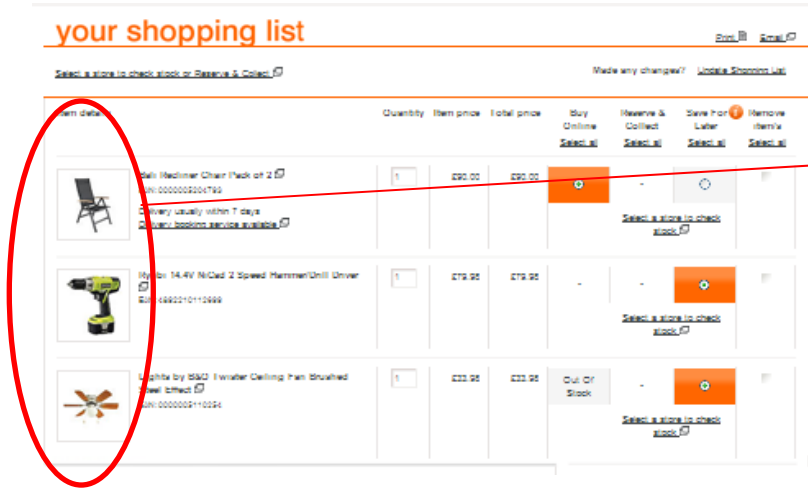 your shopping list
Print Email
Select a store to check stock or Reserve & Collect
Made any changes? Update Shopping List
Item details Quantity Item price Total price Buy Online Reserve & Collect Save For Later Remove item/s
Select all Select all Select all Select all
Bali Recliner Chair Pack of 2
1 £90.00 £90.00 -
Delivery usually within 7 days
Delivery booking service available
Select a store to check stock
Ryobi 14.4V NiCad 2 Speed Hammer Drill Driver
1 £79.98 £79.98 - -
Select a store to check stock
Lights by B&Q Twister Ceiling Fan Brushed
Steel Effect
1 £33.98 £33.98 Out Of Stock -
Select a store to check stock